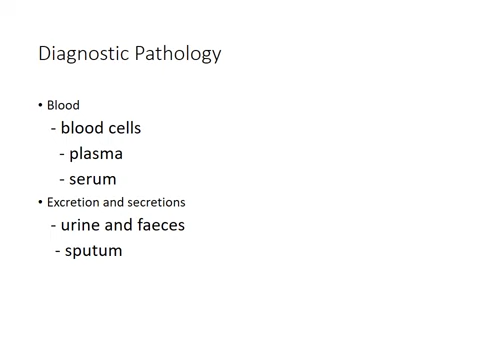 Diagnostic Pathology
• Blood
- blood cells
- plasma
- serum
• Excretion and secretions
- urine and faeces
- sputum